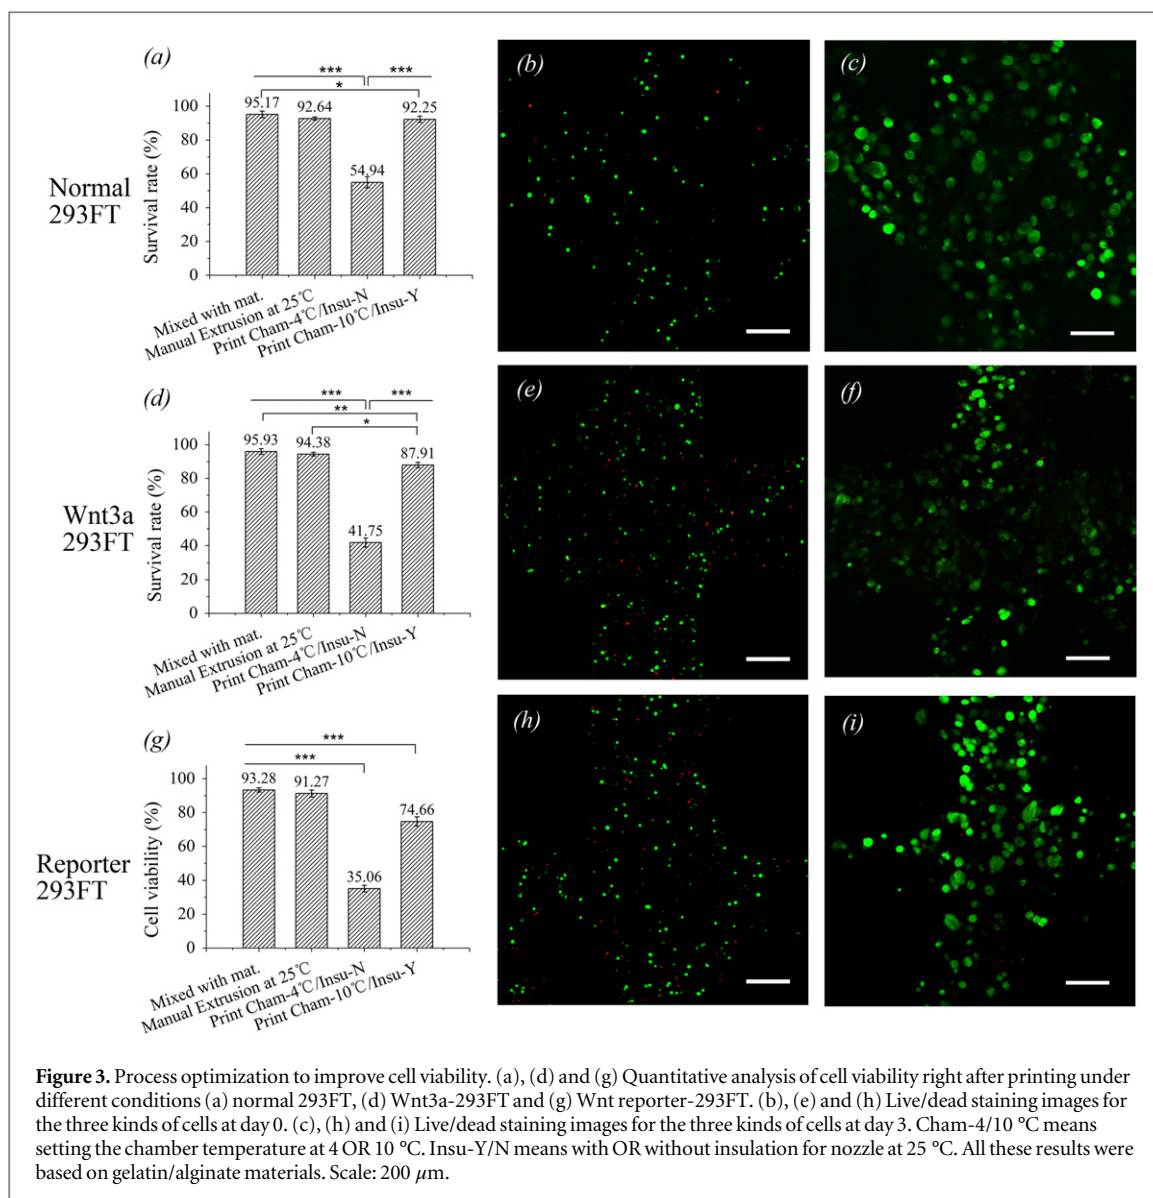 (a)
*** ***
*
95.17 92.64 54.94 92.25
100
80
60
40
20
0
Survival rate (%)
Normal
293FT
Mixed with mat.
Manual Extrusion at 25℃
Print Cham-4℃/Insu-N
Print Cham-10℃/Insu-Y
(b)
(c)
(d)
*** ***
**
*
95.93 94.38 41.75 87.91
100
80
60
40
20
0
Survival rate (%)
Wnt3a
293FT
Mixed with mat.
Manual Extrusion at 25℃
Print Cham-4℃/Insu-N
Print Cham-10℃/Insu-Y
(e)
(f)
(g)
***
***
93.28 91.27 35.06 74.66
100
80
60
40
20
0
Cell viability (%)
Reporter
293FT
Mixed with mat.
Manual Extrusion at 25℃
Print Cham-4℃/Insu-N
Print Cham-10℃/Insu-Y
(h)
(i)
Figure 3. Process optimization to improve cell viability. (a), (d) and (g) Quantitative analysis of cell viability right after printing under
different conditions (a) normal 293FT, (d) Wnt3a-293FT and (g) Wnt reporter-293FT. (b), (e) and (h) Live/dead staining images for
the three kinds of cells at day 0. (c), (h) and (i) Live/dead staining images for the three kinds of cells at day 3. Cham-4/10 °C means
setting the chamber temperature at 4 OR 10 °C. Insu-Y/N means with OR without insulation for nozzle at 25 °C. All these results were
based on gelatin/alginate materials. Scale: 200 μm.